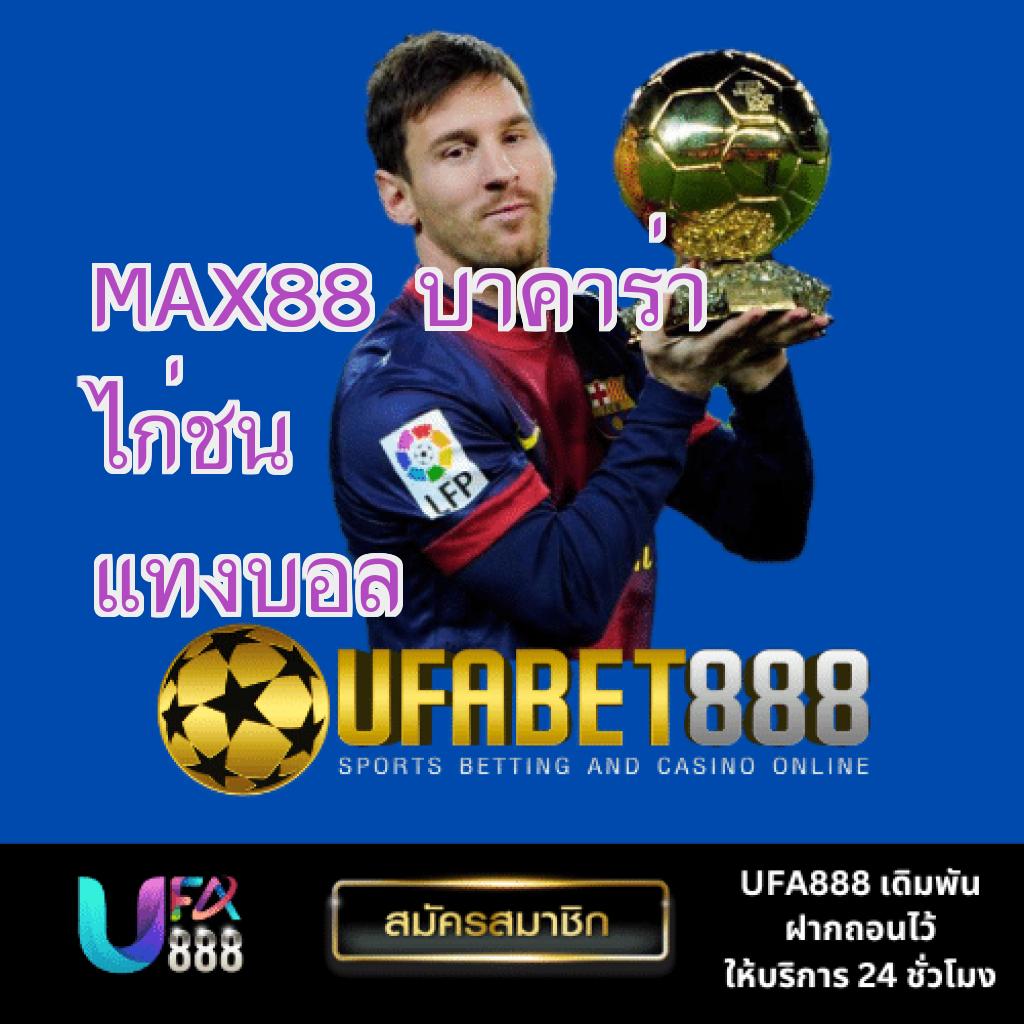 MAX88 บาคาร่า
ไก่ชน
แทงบอล
LFP
UFABET888
SPORTS BETTING AND CASINO ONLINE
UFA
888
สมัครสมาชิก
UFA888 เดิมพัน
ฝากถอนไว้
ให้บริการ 24 ชั่วโมง